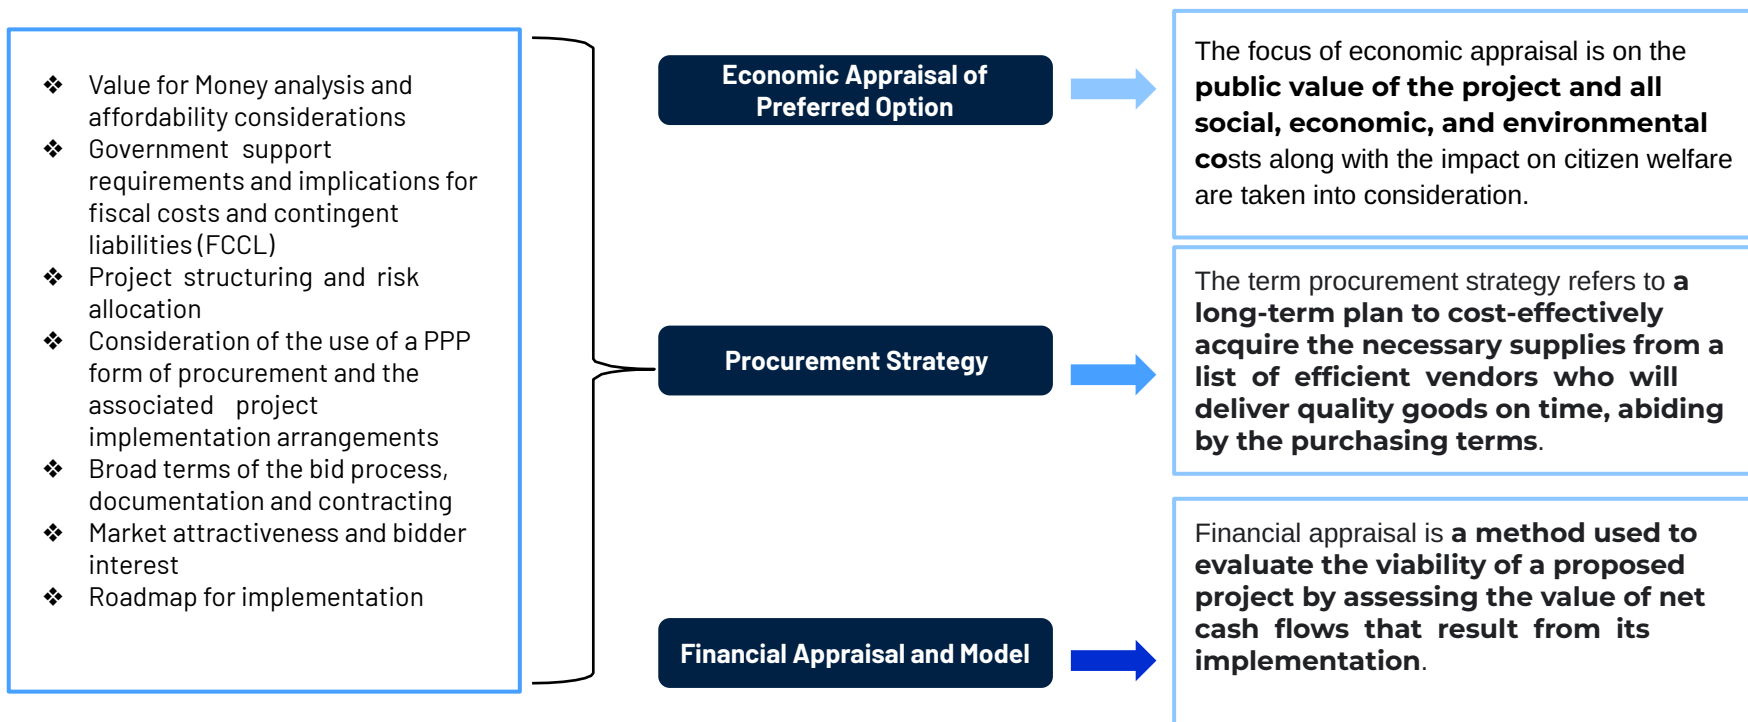 ❖ Value for Money analysis and
affordability considerations
❖ Government support
requirements and implications for
fiscal costs and contingent
liabilities (FCCL)
❖ Project structuring and risk
allocation
❖ Consideration of the use of a PPP
form of procurement and the
associated project
implementation arrangements
❖ Broad terms of the bid process,
documentation and contracting
❖ Market attractiveness and bidder
interest
❖ Roadmap for implementation
Economic Appraisal of
Preferred Option
The focus of economic appraisal is on the
public value of the project and all
social, economic, and environmental
costs along with the impact on citizen welfare
are taken into consideration.
Procurement Strategy
The term procurement strategy refers to a
long-term plan to cost-effectively
acquire the necessary supplies from a
list of efficient vendors who will
deliver quality goods on time, abiding
by the purchasing terms.
Financial Appraisal and Model
Financial appraisal is a method used to
evaluate the viability of a proposed
project by assessing the value of net
cash flows that result from its
implementation.